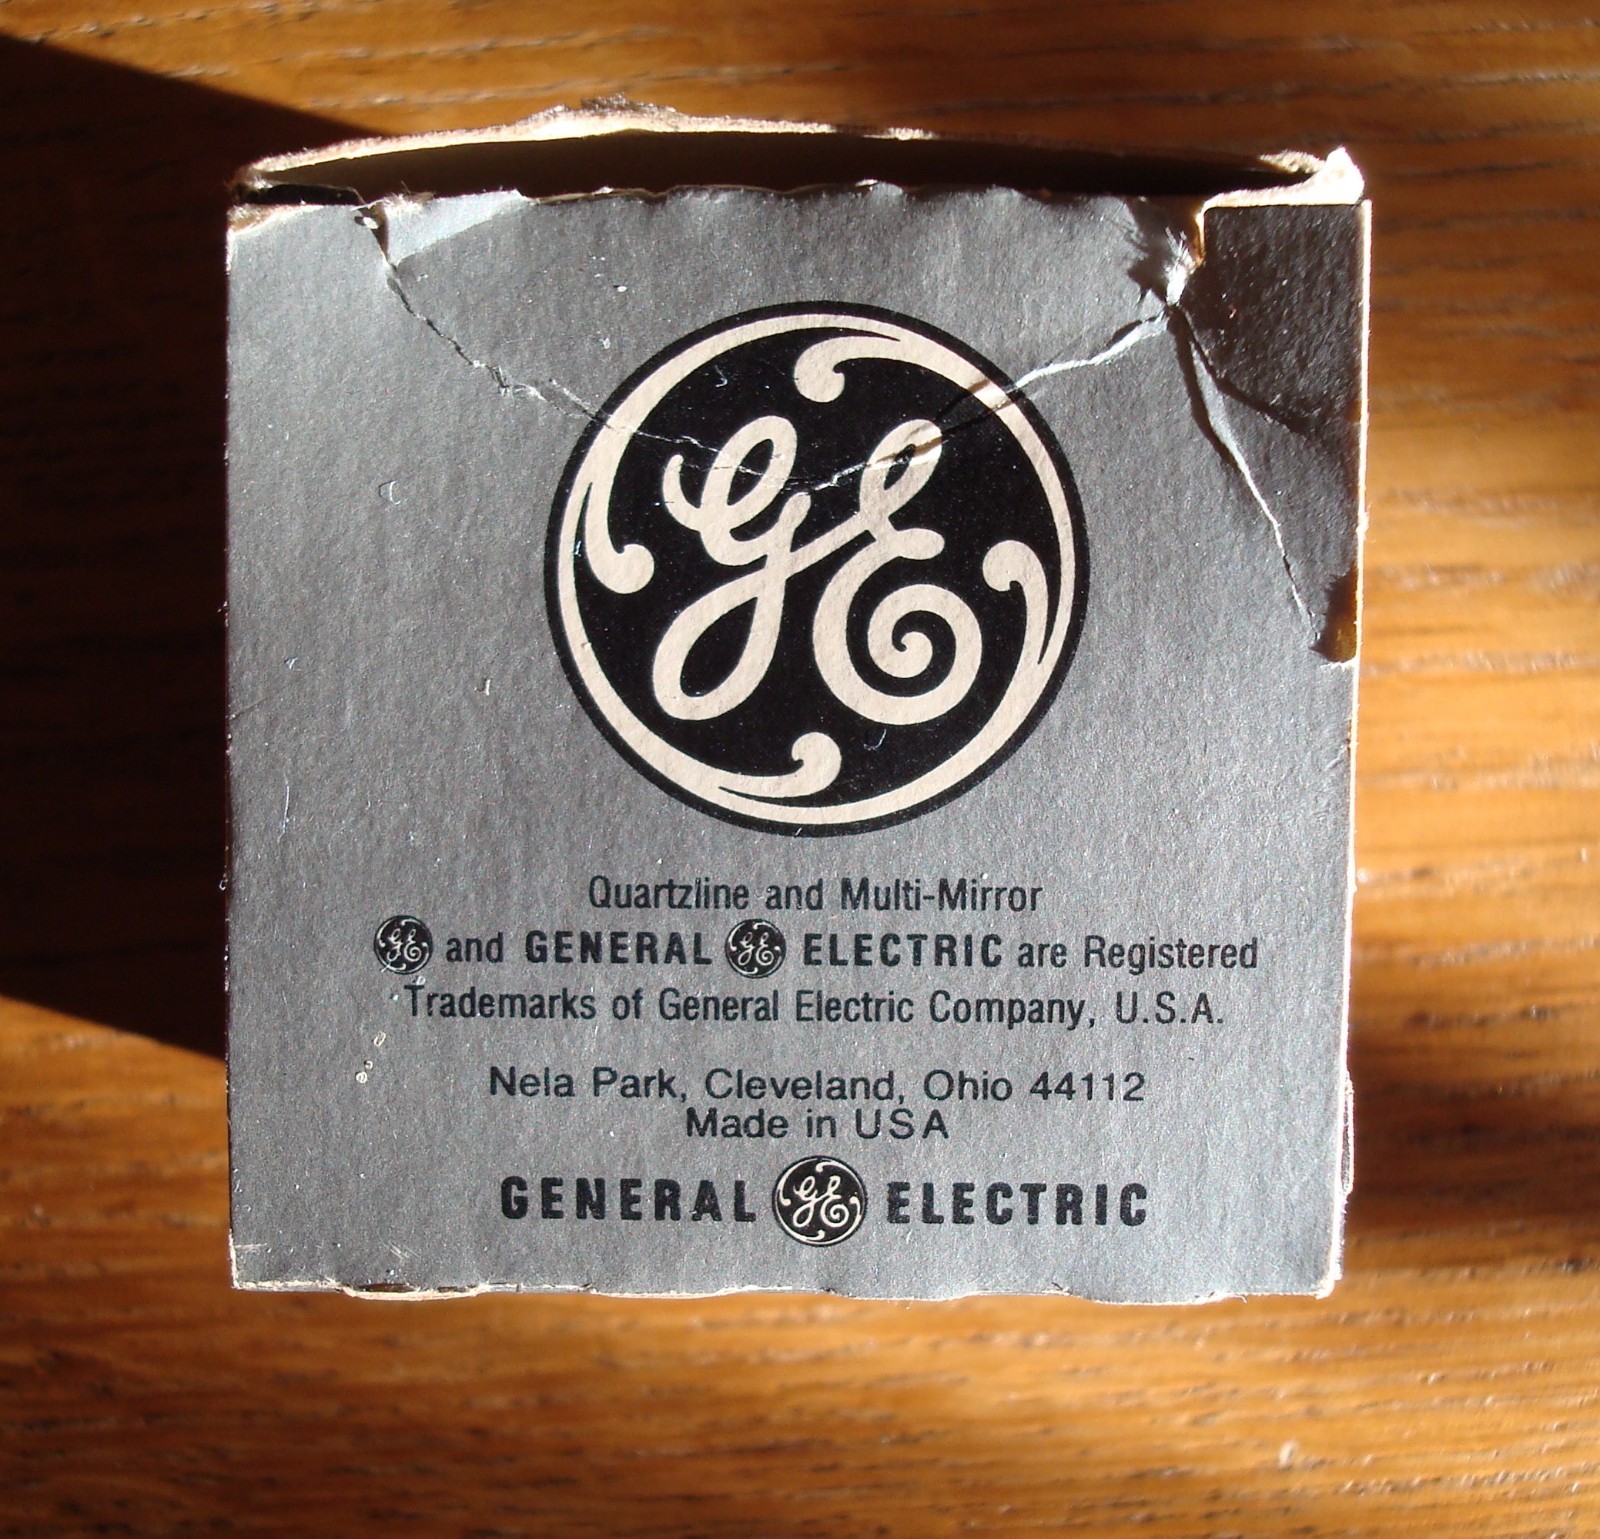 GE
Quartzline and Multi-Mirror
GE and GENERAL GE ELECTRIC are Registered
Trademarks of General Electric Company, U.S.A.
Nela Park, Cleveland, Ohio 44112
Made in USA
GENERAL GE ELECTRIC